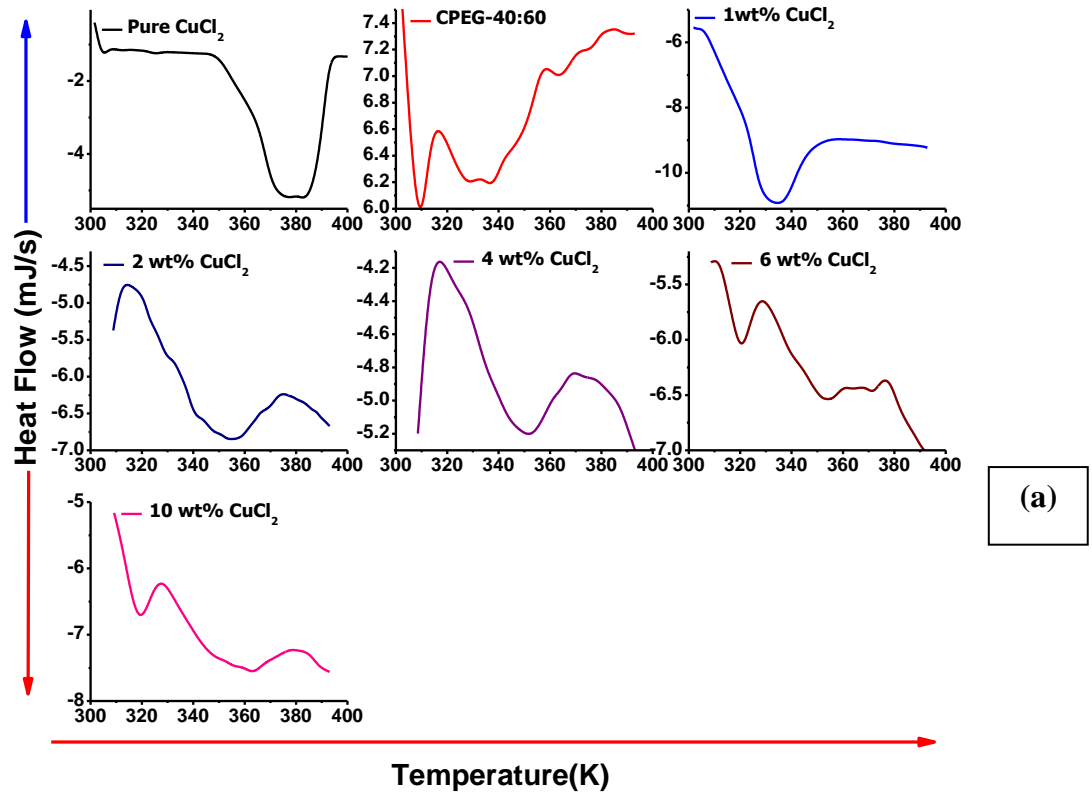 Pure CuCl2
-2
-4
300 320 340 360 380 400
CPEG-40:60
7.4
7.2
7.0
6.8
6.6
6.4
6.2
6.0
300 320 340 360 380 400
1wt% CuCl2
-6
-8
-10
300 320 340 360 380 400
2 wt% CuCl2
-4.5
-5.0
-5.5
-6.0
-6.5
-7.0
300 320 340 360 380 400
4 wt% CuCl2
-4.2
-4.4
-4.6
-4.8
-5.0
-5.2
300 320 340 360 380 400
6 wt% CuCl2
-5.5
-6.0
-6.5
-7.0
300 320 340 360 380 400
10 wt% CuCl2
-5
-6
-7
-8
300 320 340 360 380 400
Heat Flow (mJ/s)
Temperature(K)
(a)